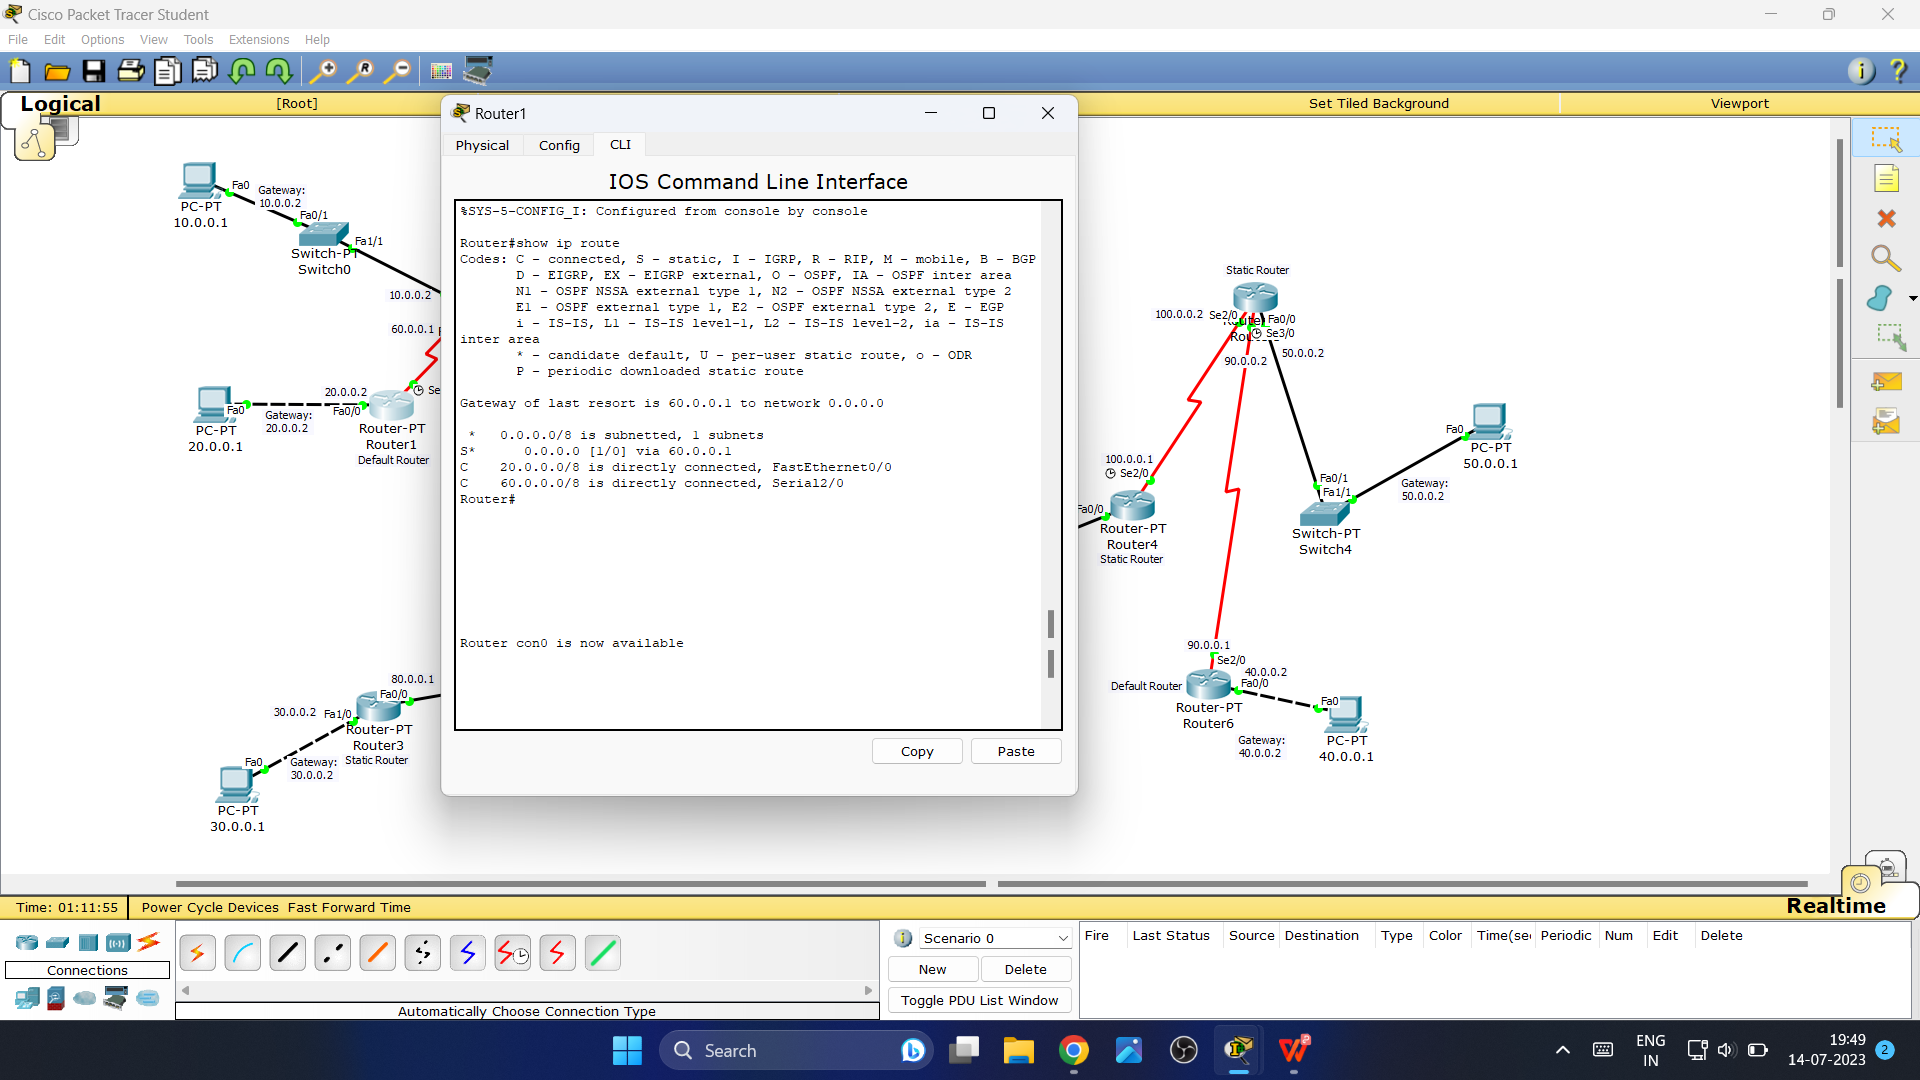 Cisco Packet Tracer Student
File Edit Options View Tools Extensions Help
Logical
[Root]
Set Tiled Background
Viewport
Router1
Physical Config CLI
IOS Command Line Interface
%SYS-5-CONFIG_I: Configured from console by console
Router#show ip route
Codes: C - connected, S - static, I - IGRP, R - RIP, M - mobile, B - BGP
D - EIGRP, EX - EIGRP external, O - OSPF, IA - OSPF inter area
N1 - OSPF NSSA external type 1, N2 - OSPF NSSA external type 2
E1 - OSPF external type 1, E2 - OSPF external type 2, E - EGP
i - IS-IS, L1 - IS-IS level-1, L2 - IS-IS level-2, ia - IS-IS
inter area
* - candidate default, U - per-user static route, o - ODR
P - periodic downloaded static route
Gateway of last resort is 60.0.0.1 to network 0.0.0.0
* 0.0.0.0/8 is subnetted, 1 subnets
S* 0.0.0.0 [1/0] via 60.0.0.1
C 20.0.0.0/8 is directly connected, FastEthernet0/0
C 60.0.0.0/8 is directly connected, Serial2/0
Router#
Router con0 is now available
Copy Paste
Fa0
Gateway:
10.0.0.2
PC-PT
10.0.0.1
Fa0/1
Fa1/1
Switch-PT
Switch0
10.0.0.2
60.0.0.1
Se
20.0.0.2
Fa0
Gateway:
20.0.0.2
Fa0/0
PC-PT
20.0.0.1
Router-PT
Router1
Default Router
80.0.0.1
Fa0/0
30.0.0.2 Fa1/0
Router-PT
Router3
Static Router
Fa0
Gateway:
30.0.0.2
PC-PT
30.0.0.1
Static Router
100.0.0.2 Se2/0
Fa0/0
Se3/0
50.0.0.2
90.0.0.2
100.0.0.1
Se2/0
Fa0/0
Router-PT
Router4
Static Router
Fa0/1
Fa1/1
Switch-PT
Switch4
Fa0
PC-PT
50.0.0.1
Gateway:
50.0.0.2
90.0.0.1
Se2/0
40.0.0.2
Fa0/0
Default Router
Router-PT
Router6
Fa0
Gateway:
40.0.0.2
PC-PT
40.0.0.1
Time: 01:11:55 Power Cycle Devices Fast Forward Time
Realtime
Connections
Automatically Choose Connection Type
Scenario 0
New Delete
Toggle PDU List Window
Fire Last Status Source Destination Type Color Time(sec Periodic Num Edit Delete
Search
ENG
IN
19:49
14-07-2023
2